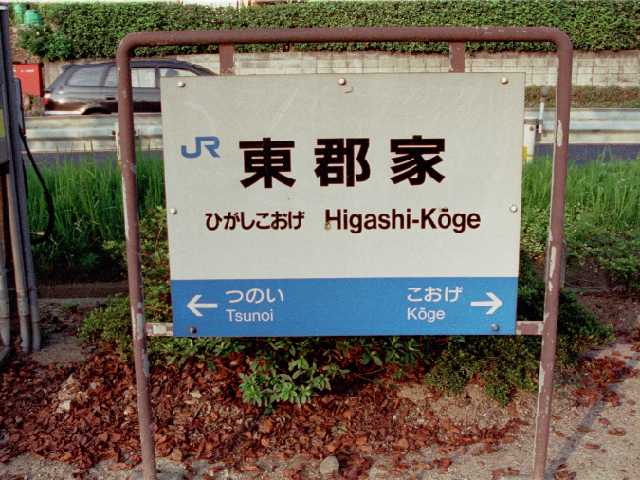 JR 東郡家
ひがしこおげ Higashi-Kōge
← つのい こおげ →
Tsunoi Kōge